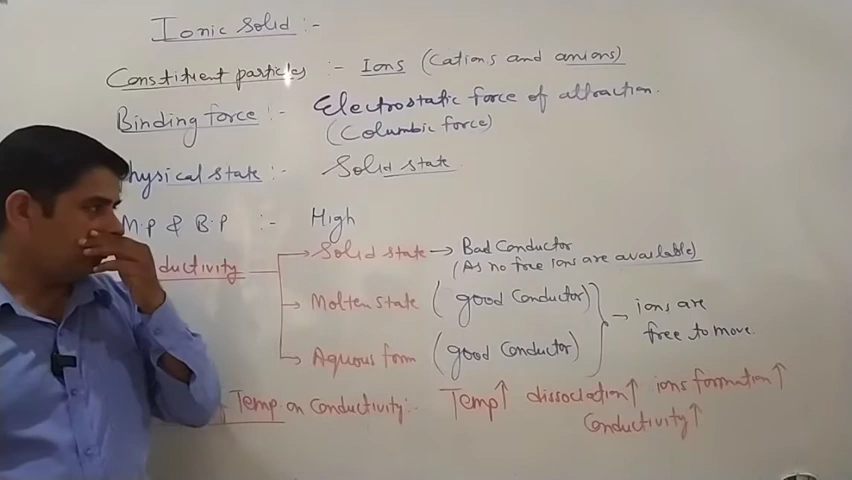 Ionic Solid :-
Constituent particles :- Ions (Cations and anions)
Binding force :- Electrostatic force of attraction.
(Columbic force)
Physical state :- Solid state
M.P & B.P :- High
ductivity → Solid state → Bad Conductor
(As no free ions are available)
→ Molten state (good Conductor)
→ Aqueous form (good Conductor)
→ ions are
free to move.
Temp on Conductivity:- Temp↑ dissociation↑ ions formation↑
Conductivity↑